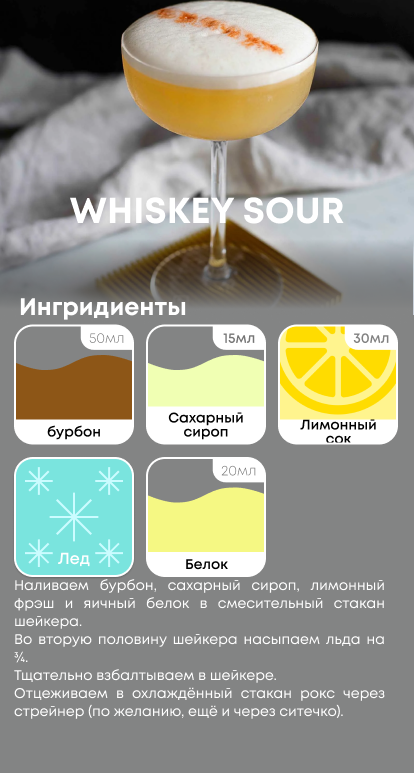 WHISKEY SOUR
Ингридиенты
50мл
15мл
30мл
бурбон
Сахарный
сироп
Лимонный
сок
20мл
Лед
Белок
Наливаем бурбон, сахарный сироп, лимонный
фрэш и яичный белок в смесительный стакан
шейкера.
Во вторую половину шейкера насыпаем льда на
¾.
Тщательно взбалтываем в шейкере.
Отцеживаем в охлаждённый стакан рокс через
стрейнер (по желанию, ещё и через ситечко).